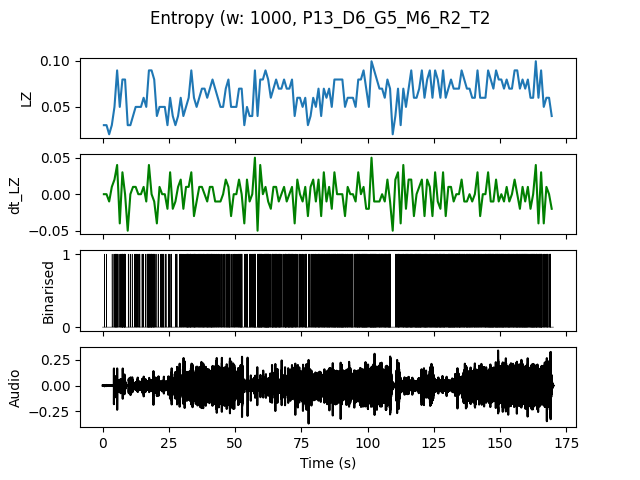 Entropy (w: 1000, P13_D6_G5_M6_R2_T2
0.10
0.05
LZ
0.05
0.00
−0.05
dt_LZ
1
0
Binarised
0.25
0.00
−0.25
Audio
0 25 50 75 100 125 150 175
Time (s)